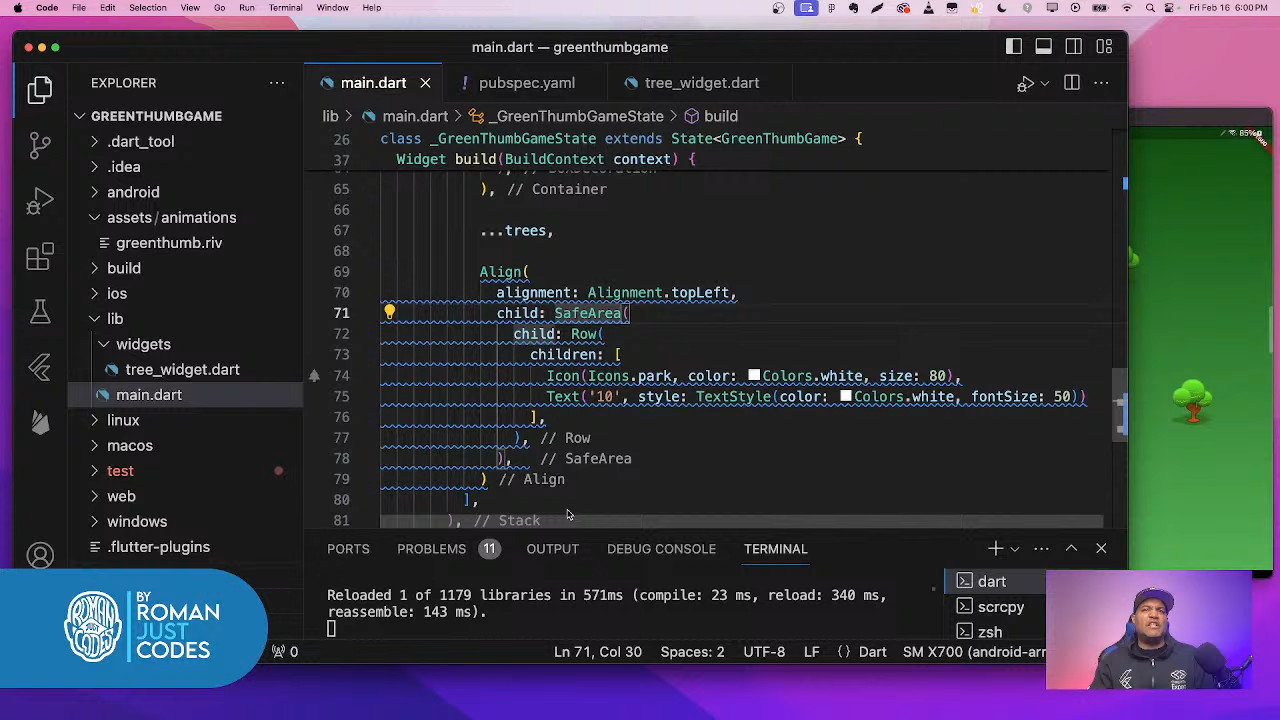 Code File Edit Selection View Go Run Terminal Window Help
Fri Feb 16 6:00 PM
main.dart — greenthumbgame
EXPLORER
main.dart
pubspec.yaml
tree_widget.dart
GREENTHUMBGAME
.dart_tool
.idea
android
assets/animations
greenthumb.riv
build
ios
lib
widgets
tree_widget.dart
main.dart
linux
macos
test
web
windows
.flutter-plugins
lib > main.dart > _GreenThumbGameState > build
26 class _GreenThumbGameState extends State<GreenThumbGame> {
37 Widget build(BuildContext context) {
65 ), // Container
66
67 ...trees,
68
69 Align(
70 alignment: Alignment.topLeft,
71 child: SafeArea(
72 child: Row(
73 children: [
74 Icon(Icons.park, color: Colors.white, size: 80),
75 Text('10', style: TextStyle(color: Colors.white, fontSize: 50))
76 ],
77 ), // Row
78 ), // SafeArea
79 ) // Align
80 ],
81 ), // Stack
PORTS PROBLEMS 11 OUTPUT DEBUG CONSOLE TERMINAL
Reloaded 1 of 1179 libraries in 571ms (compile: 23 ms, reload: 340 ms,
reassemble: 143 ms).
dart
scrcpy
zsh
0 Ln 71, Col 30 Spaces: 2 UTF-8 LF {} Dart SM X700 (android-arm
85%
ROMAN
JUST
CODES
BY
ROMAN
JUST
CODES